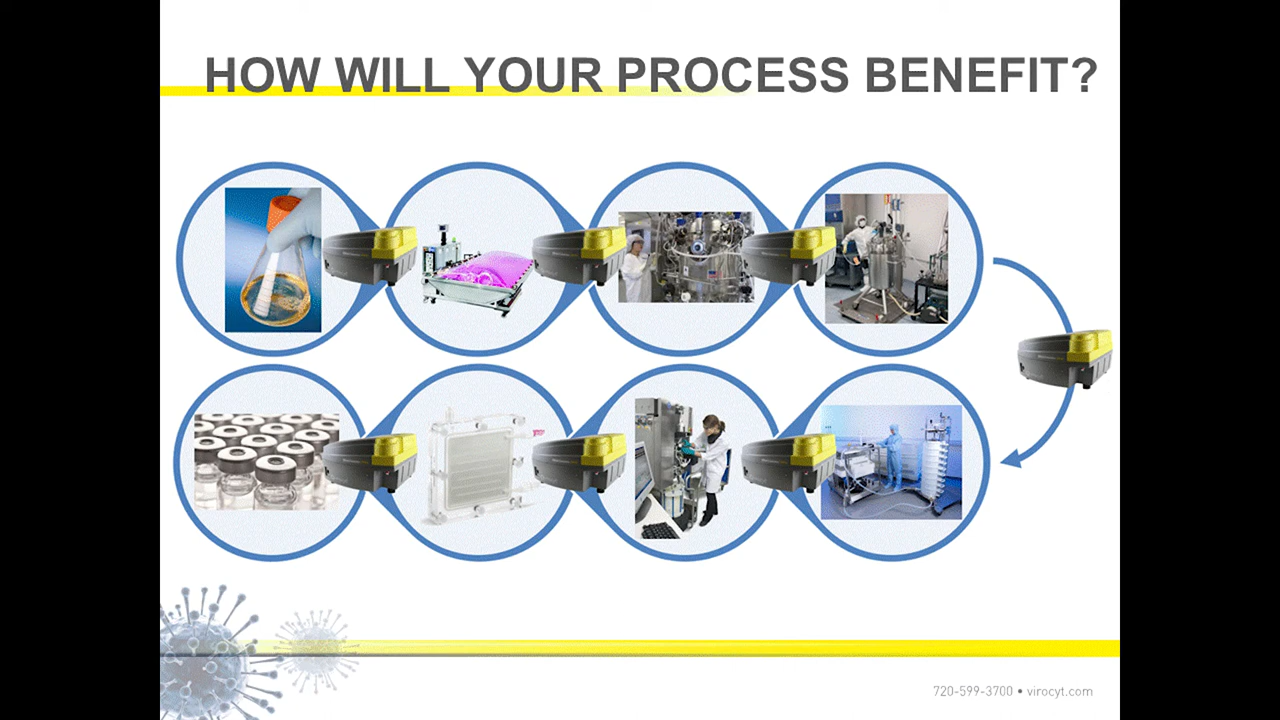 HOW WILL YOUR PROCESS BENEFIT?
720-599-3700 • virocyt.com